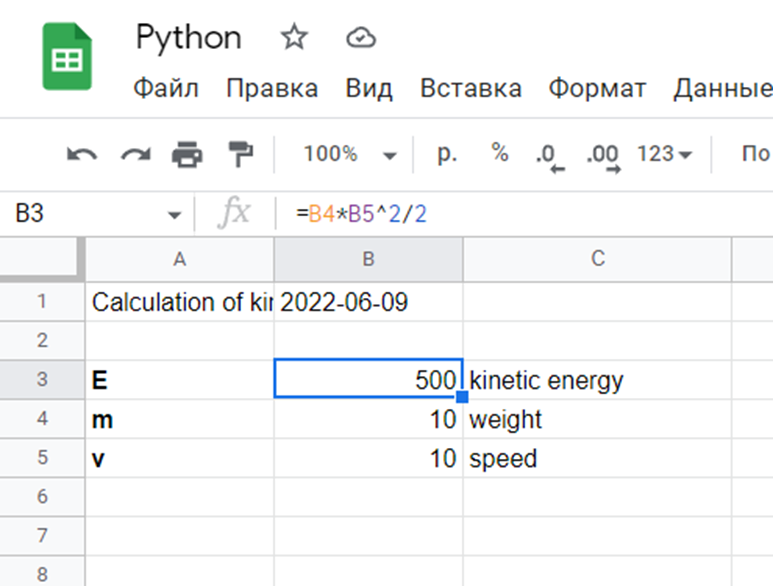 Python
Файл Правка Вид Вставка Формат Данные
100% р. % .0 .00 123 По
B3 fx =B4*B5^2/2
A B C
1 Calculation of kin 2022-06-09
2
3 E 500 kinetic energy
4 m 10 weight
5 v 10 speed
6
7
8